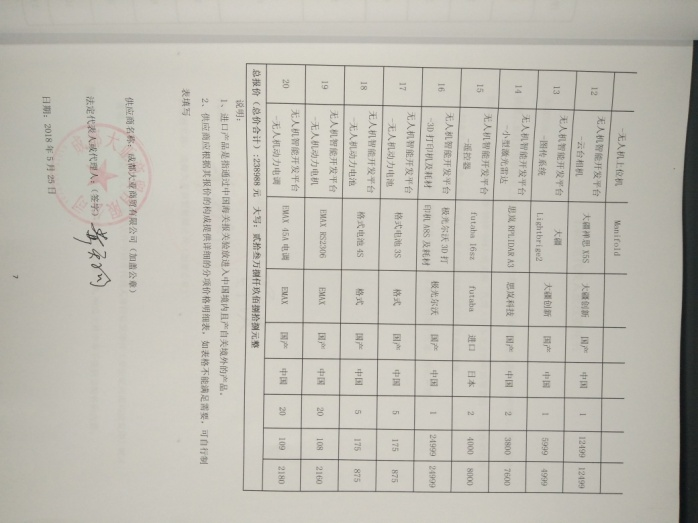 -无人机上位机 Manifold
12 无人机智能开发平台-云台相机 大疆禅思X5S 大疆创新 国产 中国 1 12499 12499
13 无人机智能开发平台-图传系统 大疆Lightbrige2 大疆创新 国产 中国 1 5999 4999
14 无人机智能开发平台-小型激光雷达 思岚 RPLIDAR A3 思岚科技 国产 中国 2 3800 7600
15 无人机智能开发平台-遥控器 futaba 16sz futaba 进口 日本 2 4000 8000
16 无人机智能开发平台-3D打印机及耗材 极光尔沃3D打印机A8S及耗材 极光尔沃 国产 中国 1 24999 24999
17 无人机智能开发平台-无人机动力电池 格式电池3S 格式 国产 中国 5 175 875
18 无人机智能开发平台-无人机动力电池 格式电池4S 格式 国产 中国 5 175 875
19 无人机智能开发平台-无人机动力电机 EMAX RS2306 EMAX 国产 中国 20 108 2160
20 无人机智能开发平台-无人机动力电调 EMAX 45A电调 EMAX 国产 中国 20 109 2180
总报价（总价合计）:238988元 大写：贰拾叁万捌仟玖佰捌拾捌元整
说明：
1、进口产品是指通过中国海关报关验放进入中国境内且产自关境外的产品。
2、供应商应根据其报价的构成提供详细的分项价格明细表，如表格不能满足需要，可自行制
表填写
供应商名称：成都大亚商贸有限公司（加盖公章）
法定代表人或代理人：（签字）
日期：2018年5月25日
7